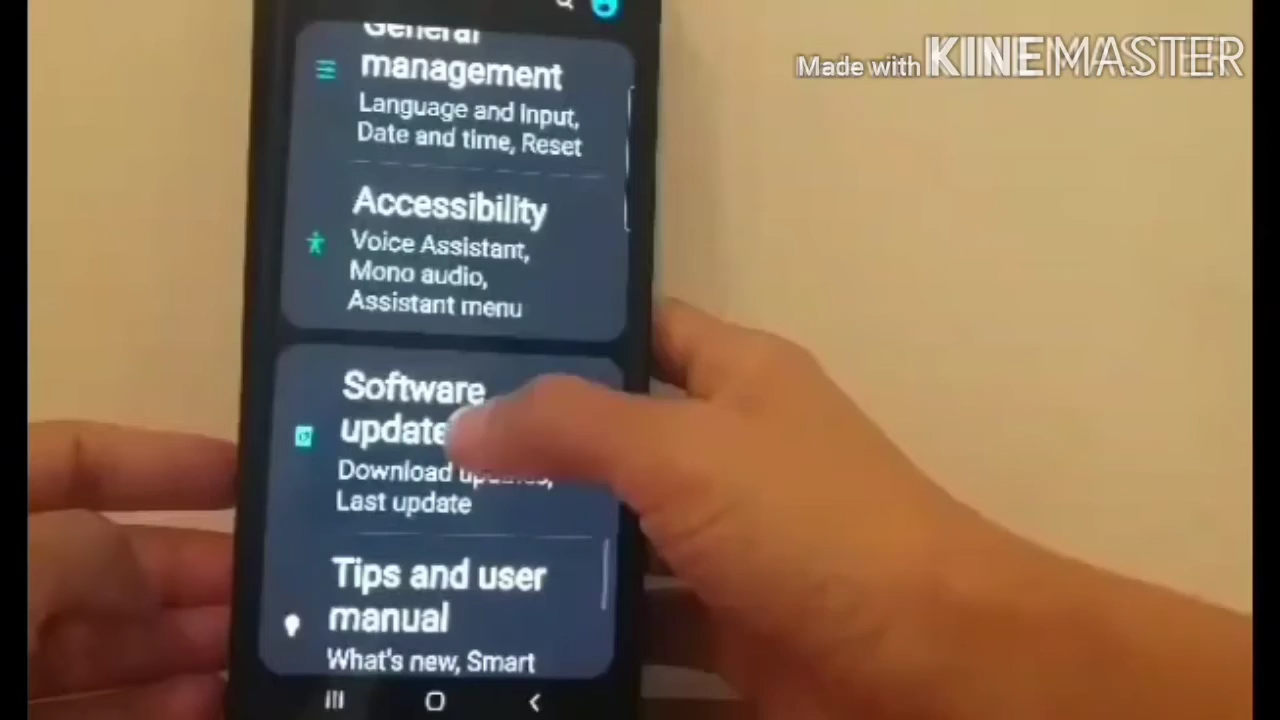 Made with KINEMASTER
General
management
Language and input,
Date and time, Reset
Accessibility
Voice Assistant,
Mono audio,
Assistant menu
Software
update
Download updates,
Last update
Tips and user
manual
What's new, Smart